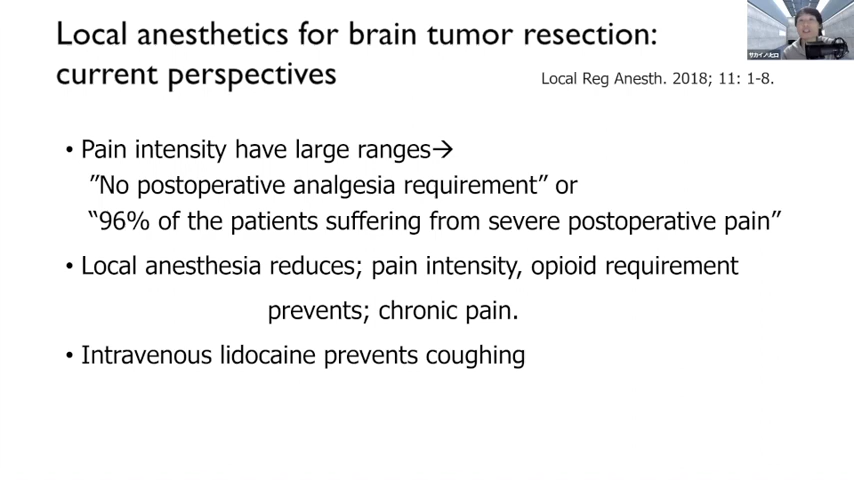 Local anesthetics for brain tumor resection:
current perspectives
Local Reg Anesth. 2018; 11: 1-8.
• Pain intensity have large ranges→
”No postoperative analgesia requirement” or
“96% of the patients suffering from severe postoperative pain”
• Local anesthesia reduces; pain intensity, opioid requirement
prevents; chronic pain.
• Intravenous lidocaine prevents coughing